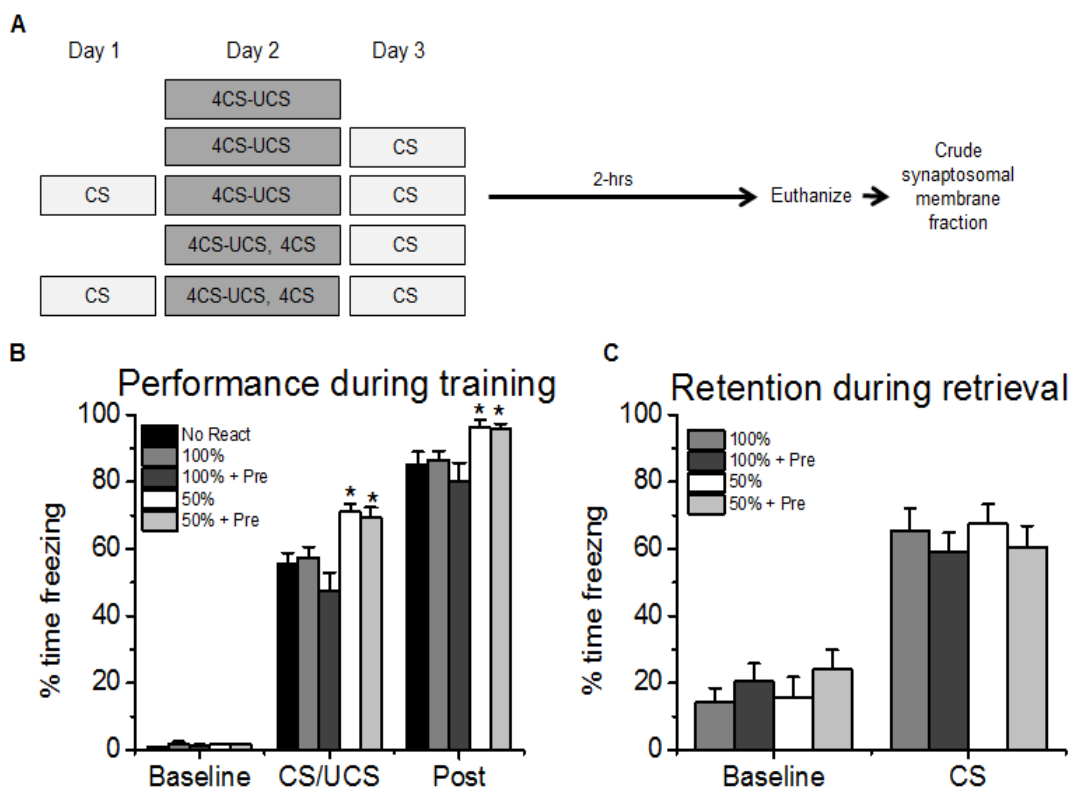 A
Day 1 Day 2 Day 3
4CS-UCS
4CS-UCS CS
CS 4CS-UCS CS
4CS-UCS, 4CS CS
CS 4CS-UCS, 4CS CS
2-hrs
Euthanize
Crude
synaptosomal
membrane
fraction
B
Performance during training
% time freezing
100
80
60
40
20
0
No React
100%
100% + Pre
50%
50% + Pre
* *
* *
Baseline CS/UCS Post
C
Retention during retrieval
% time freezng
100
80
60
40
20
0
100%
100% + Pre
50%
50% + Pre
Baseline CS